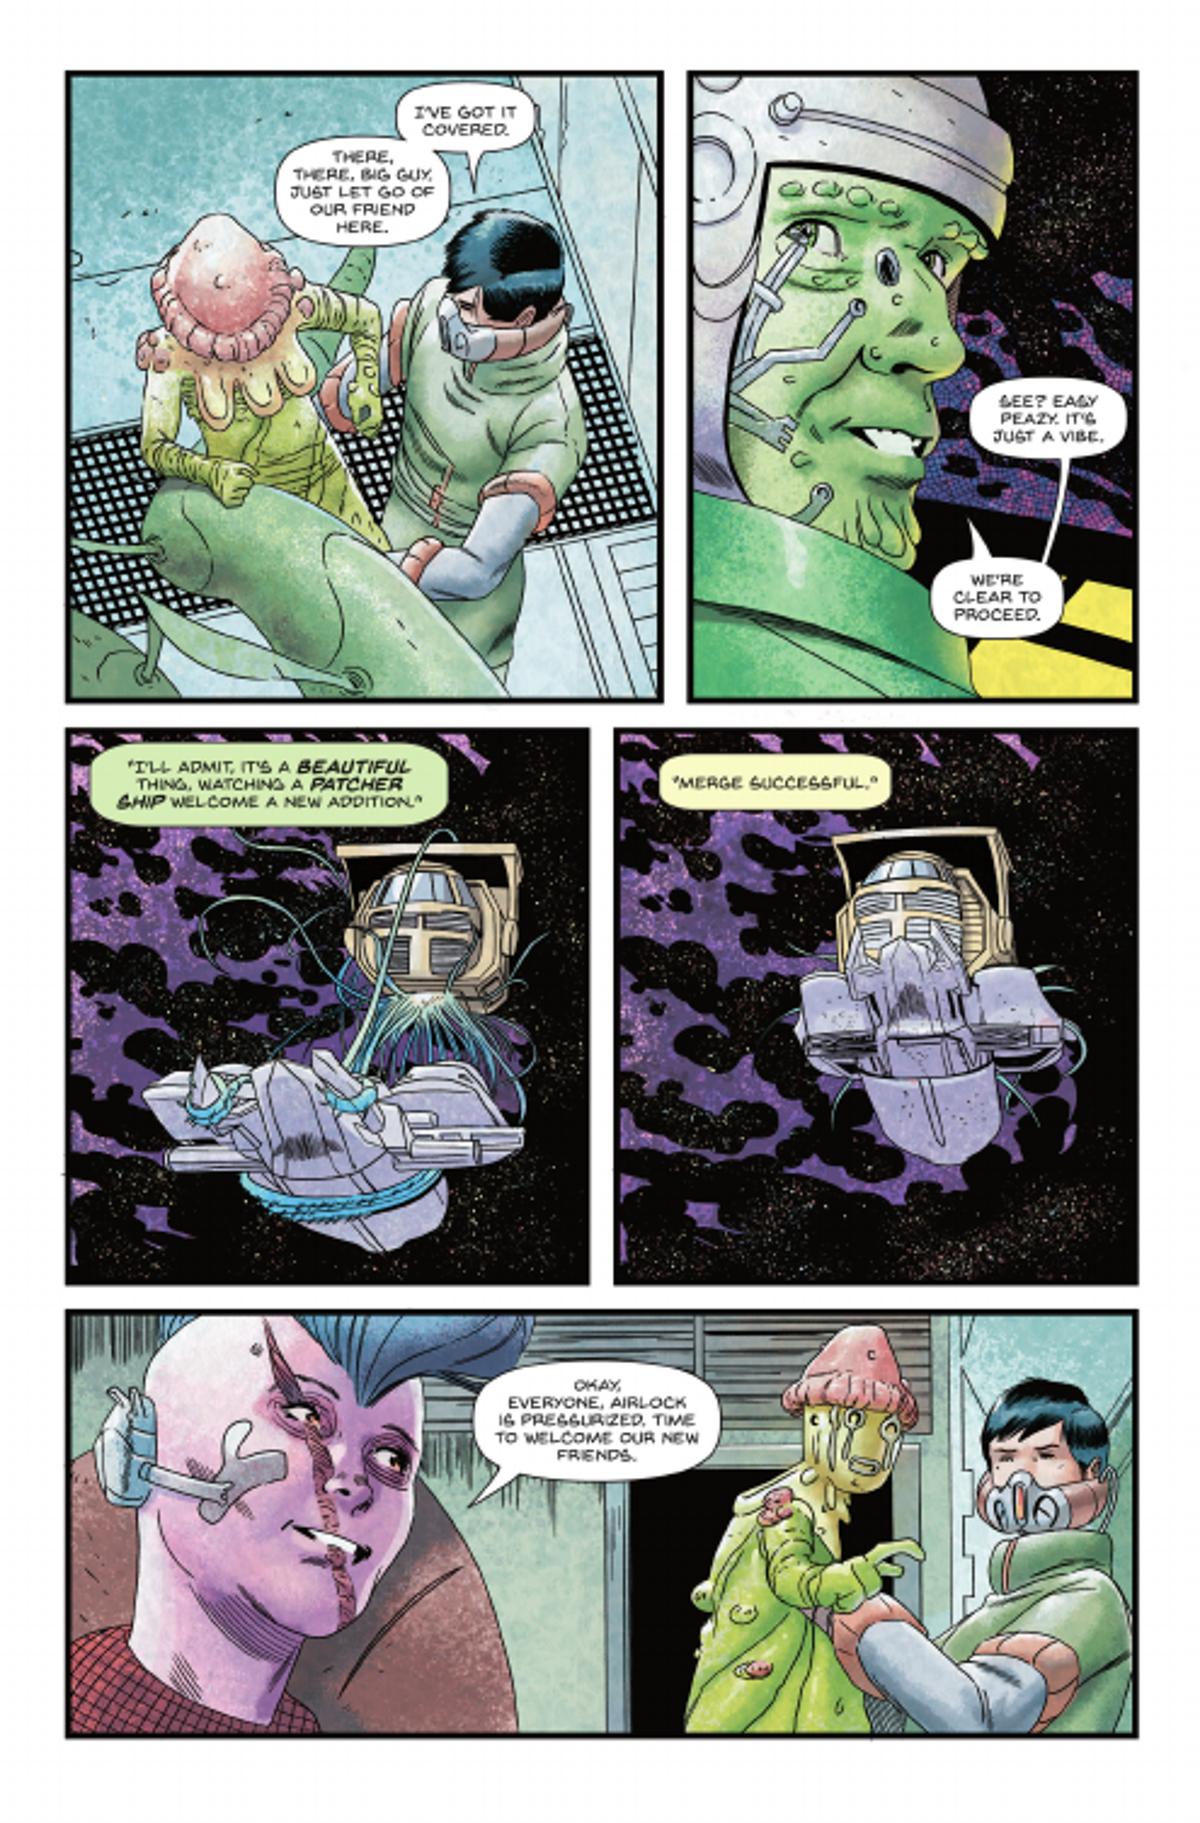 I'VE GOT IT
COVERED.
THERE,
THERE, BIG GUY.
JUST LET GO OF
OUR FRIEND
HERE.
SEE? EASY
PEAZY. IT'S
JUST A VIBE.
WE'RE
CLEAR TO
PROCEED.
"I'LL ADMIT, IT'S A BEAUTIFUL
THING, WATCHING A PATCHER
SHIP WELCOME A NEW ADDITION."
"MERGE SUCCESSFUL."
OKAY,
EVERYONE, AIRLOCK
IS PRESSURIZED. TIME
TO WELCOME OUR NEW
FRIENDS.